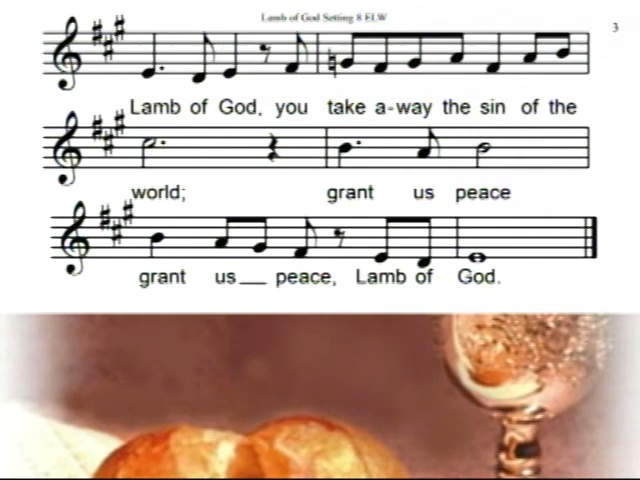 Lamb of God Setting 8 ELW
3
Lamb of God, you take a-way the sin of the
world; grant us peace
grant us__ peace, Lamb of God.